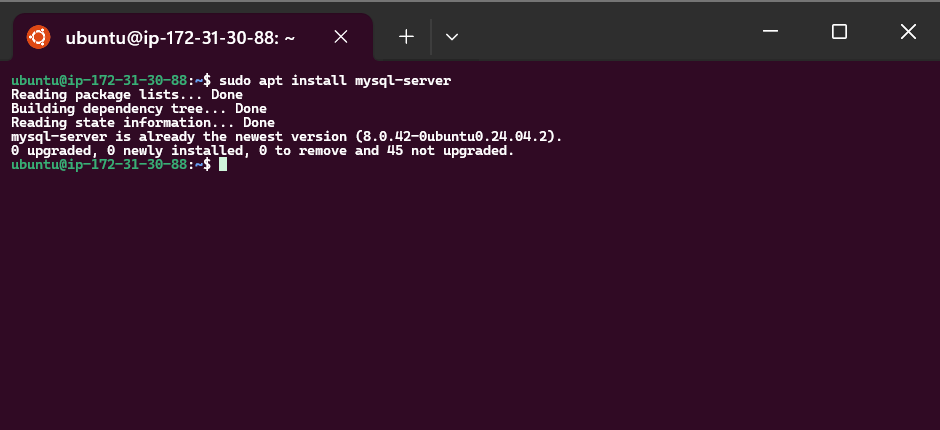 ubuntu@ip-172-31-30-88: ~
ubuntu@ip-172-31-30-88:~$ sudo apt install mysql-server
Reading package lists... Done
Building dependency tree... Done
Reading state information... Done
mysql-server is already the newest version (8.0.42-0ubuntu0.24.04.2).
0 upgraded, 0 newly installed, 0 to remove and 45 not upgraded.
ubuntu@ip-172-31-30-88:~$